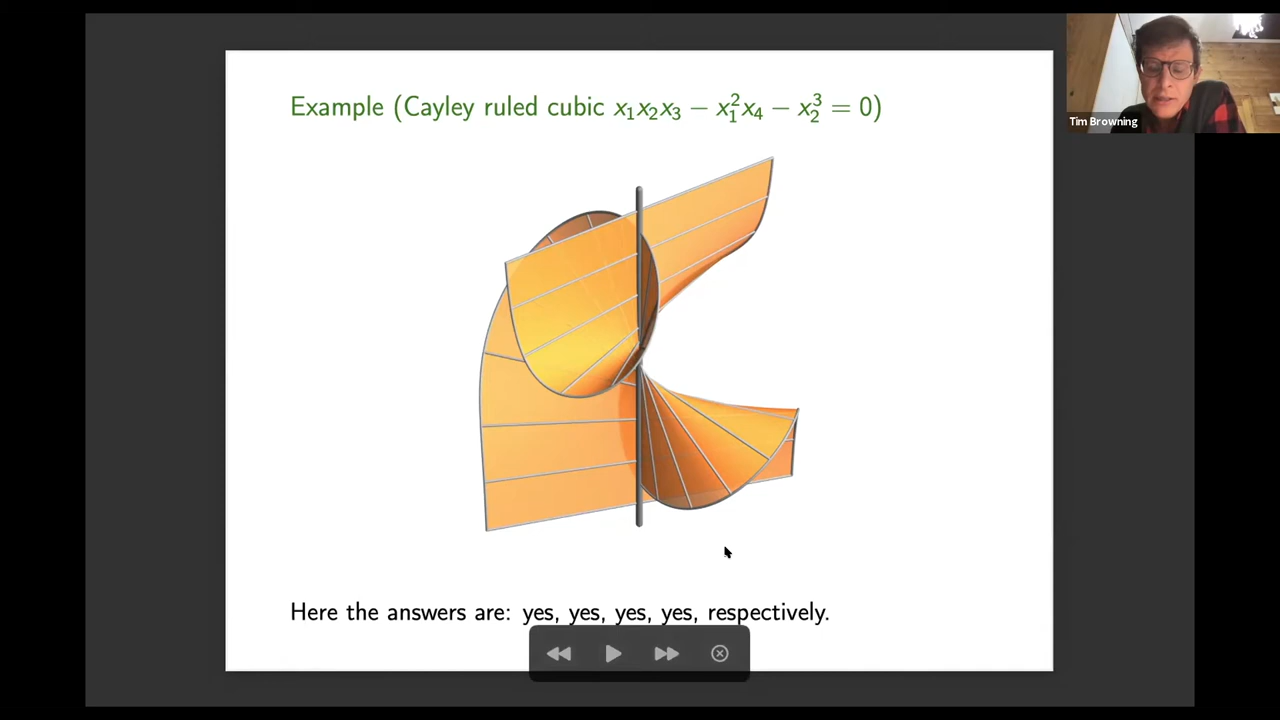 Example (Cayley ruled cubic x₁x₂x₃ − x₁²x₄ − x₂³ = 0)
Tim Browning
Here the answers are: yes, yes, yes, yes, respectively.